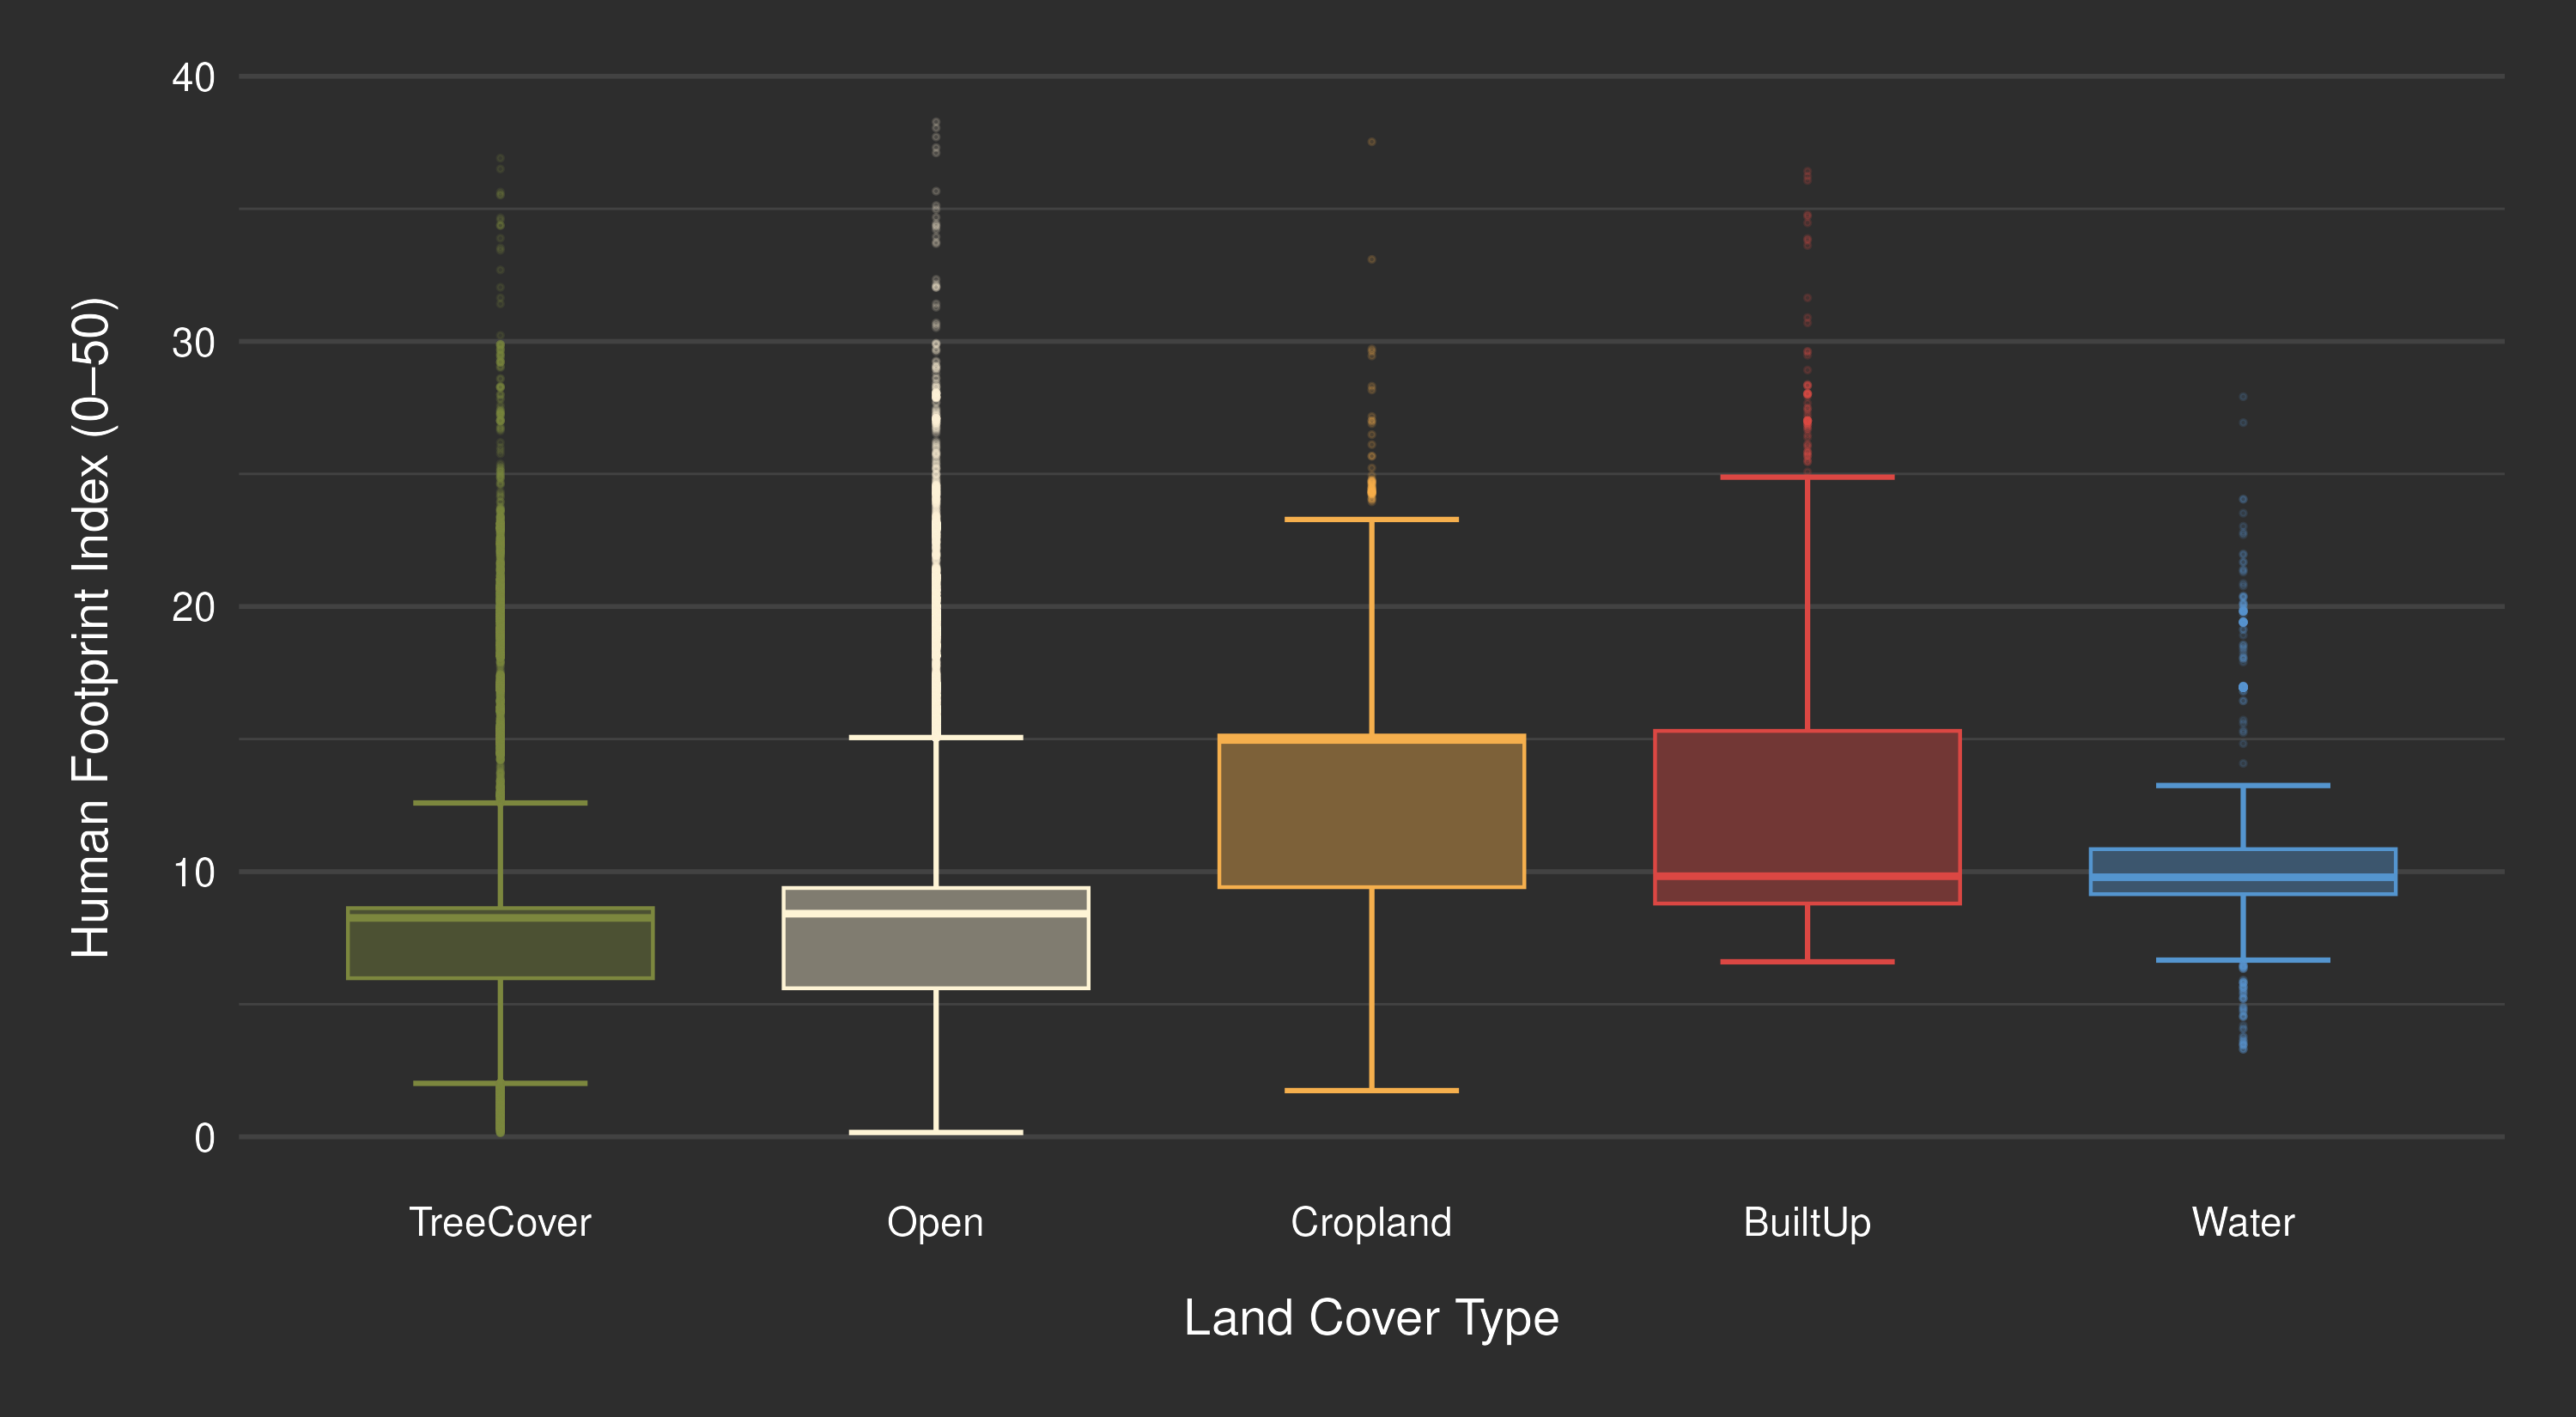 40
30
20
10
0
Human Footprint Index (0–50)
TreeCover
Open
Cropland
BuiltUp
Water
Land Cover Type